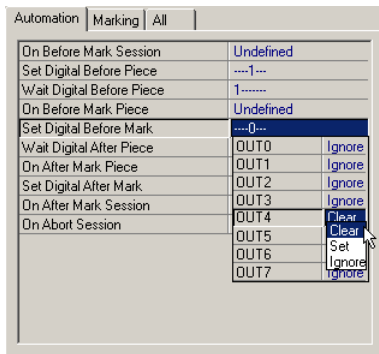 Automation Marking All
On Before Mark Session Undefined
Set Digital Before Piece ----1---
Wait Digital Before Piece 1-------
On Before Mark Piece Undefined
Set Digital Before Mark ----0---
Wait Digital After Piece
On After Mark Piece
Set Digital After Mark
On After Mark Session
On Abort Session
OUT0 Ignore
OUT1 Ignore
OUT2 Ignore
OUT3 Ignore
OUT4 Clear
OUT5
OUT6
OUT7 Ignore
Clear
Set
Ignore